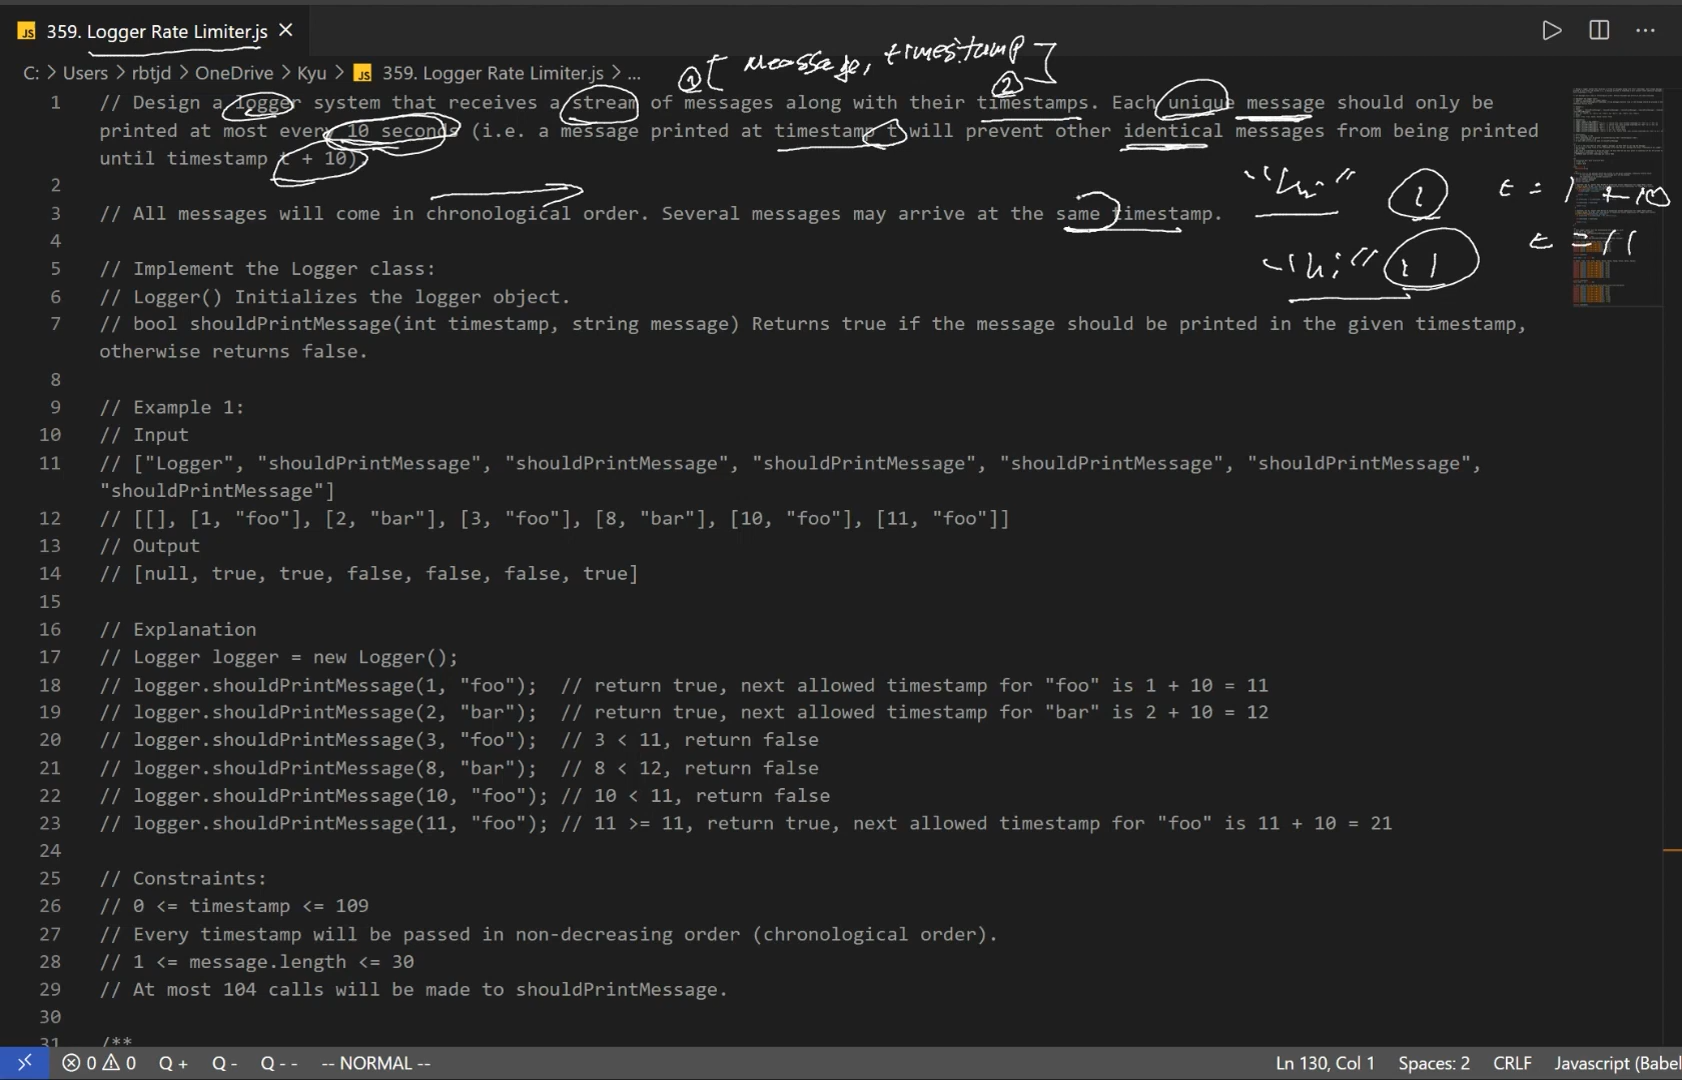 359. Logger Rate Limiter.js
C: > Users > rbtjd > OneDrive > Kyu > JS 359. Logger Rate Limiter.js > ...
① [ message, timestamp ]
②
1 // Design a logger system that receives a stream of messages along with their timestamps. Each unique message should only be
printed at most every 10 seconds (i.e. a message printed at timestamp t will prevent other identical messages from being printed
until timestamp t + 10).
2
"hi" 1 t = 1 + 10
3 // All messages will come in chronological order. Several messages may arrive at the same timestamp.
4
"hi" 11 t = 11
5 // Implement the Logger class:
6 // Logger() Initializes the logger object.
7 // bool shouldPrintMessage(int timestamp, string message) Returns true if the message should be printed in the given timestamp,
otherwise returns false.
8
9 // Example 1:
10 // Input
11 // ["Logger", "shouldPrintMessage", "shouldPrintMessage", "shouldPrintMessage", "shouldPrintMessage", "shouldPrintMessage",
"shouldPrintMessage"]
12 // [[], [1, "foo"], [2, "bar"], [3, "foo"], [8, "bar"], [10, "foo"], [11, "foo"]]
13 // Output
14 // [null, true, true, false, false, false, true]
15
16 // Explanation
17 // Logger logger = new Logger();
18 // logger.shouldPrintMessage(1, "foo");  // return true, next allowed timestamp for "foo" is 1 + 10 = 11
19 // logger.shouldPrintMessage(2, "bar");  // return true, next allowed timestamp for "bar" is 2 + 10 = 12
20 // logger.shouldPrintMessage(3, "foo");  // 3 < 11, return false
21 // logger.shouldPrintMessage(8, "bar");  // 8 < 12, return false
22 // logger.shouldPrintMessage(10, "foo"); // 10 < 11, return false
23 // logger.shouldPrintMessage(11, "foo"); // 11 >= 11, return true, next allowed timestamp for "foo" is 11 + 10 = 21
24
25 // Constraints:
26 // 0 <= timestamp <= 109
27 // Every timestamp will be passed in non-decreasing order (chronological order).
28 // 1 <= message.length <= 30
29 // At most 104 calls will be made to shouldPrintMessage.
30
31 /**
0 0 Q + Q - Q - - -- NORMAL -- Ln 130, Col 1 Spaces: 2 CRLF Javascript (Babel